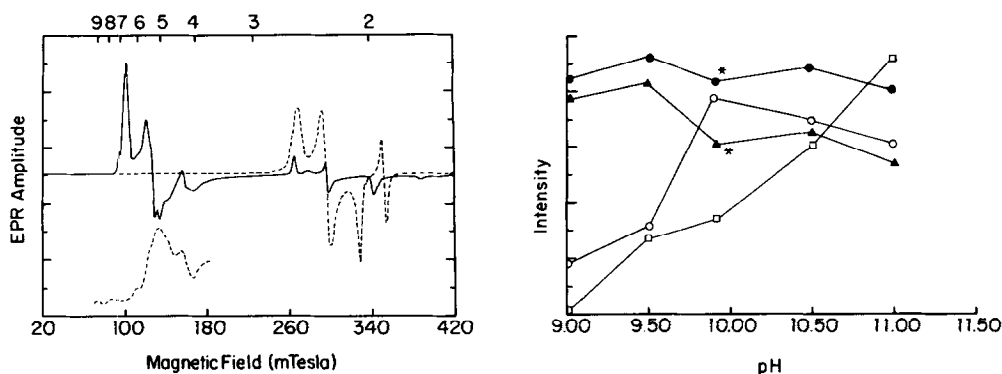 9 8 7 6 5 4 3 2
EPR Amplitude
20 100 180 260 340 420
Magnetic Field (mTesla)
Intensity
*
*
9.00 9.50 10.00 10.50 11.00 11.50
pH